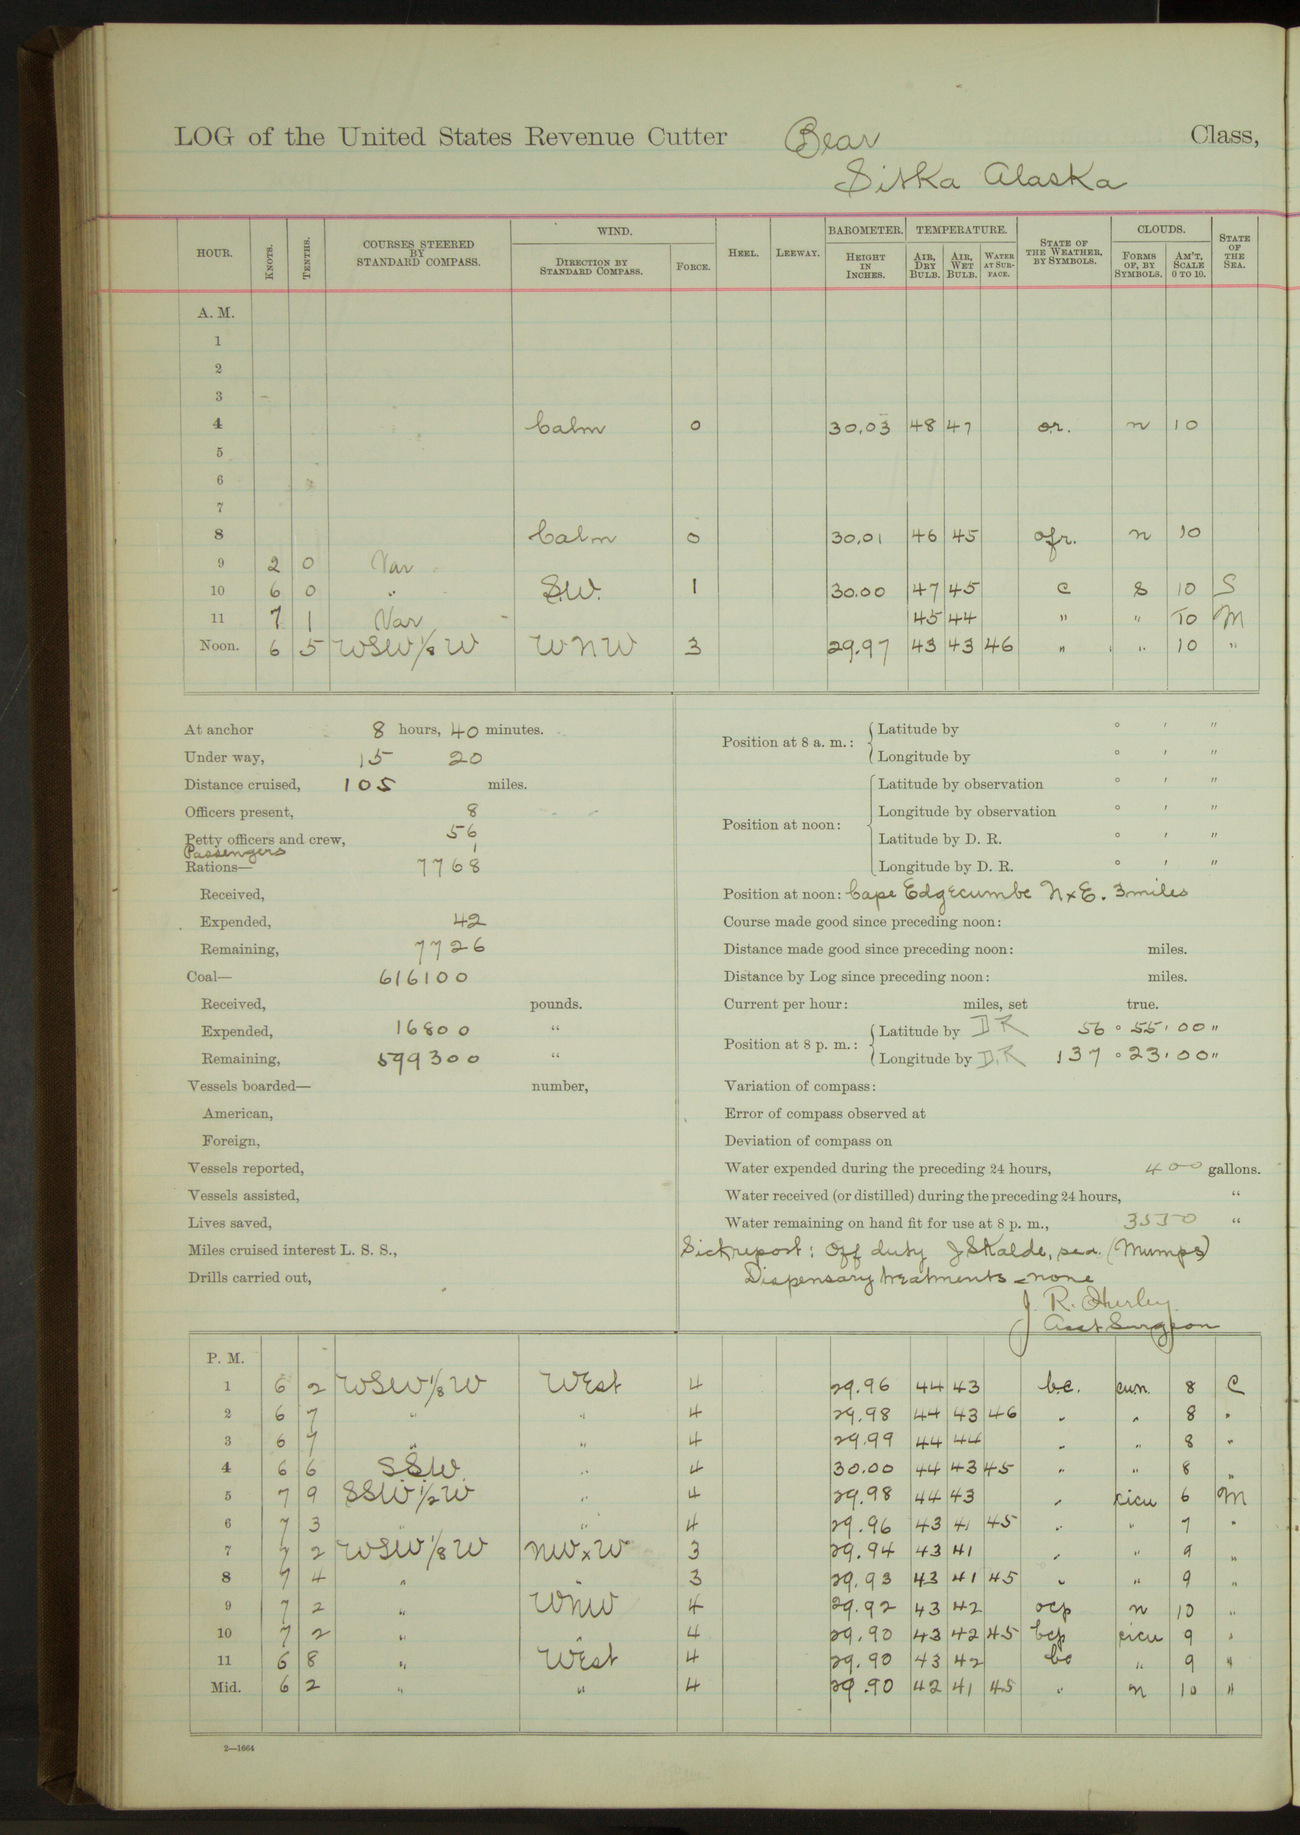 LOG of the United States Revenue Cutter Bear Class,
Sitka Alaska
HOUR. KNOTS. TENTHS. COURSES STEERED BY STANDARD COMPASS. WIND. DIRECTION BY STANDARD COMPASS. FORCE. HEEL. LEEWAY. BAROMETER. HEIGHT IN INCHES. TEMPERATURE. AIR, DRY BULB. AIR, WET BULB. WATER AT SURFACE. STATE OF THE WEATHER, BY SYMBOLS. CLOUDS. FORMS OF, BY SYMBOLS. AM'T, SCALE 0 TO 10. STATE OF THE SEA.
A. M.
1
2
3
4 Calm 0 30.03 48 47 or. n 10
5
6
7
8 Calm 0 30.01 46 45 ofr. n 10
9 2 0 Var
10 6 0 " S.W. 1 30.00 47 45 c s 10 S
11 7 1 Var 45 44 " " 10 M
Noon. 6 5 WSW 1/8 W WNW 3 29.97 43 43 46 " " 10 "
At anchor 8 hours, 40 minutes.
Under way, 15 20
Distance cruised, 105 miles.
Officers present, 8
Petty officers and crew, 56
Passengers 1
Rations— 7768
Received,
Expended, 42
Remaining, 7726
Coal— 616100
Received, pounds.
Expended, 16800 "
Remaining, 599300 "
Vessels boarded— number,
American,
Foreign,
Vessels reported,
Vessels assisted,
Lives saved,
Miles cruised interest L. S. S.,
Drills carried out,
Position at 8 a. m.: Latitude by ° ′ ″
Longitude by ° ′ ″
Position at noon: Latitude by observation ° ′ ″
Longitude by observation ° ′ ″
Latitude by D. R. ° ′ ″
Longitude by D. R. ° ′ ″
Position at noon: Cape Edgecumbe NxE. 3 miles
Course made good since preceding noon:
Distance made good since preceding noon: miles.
Distance by Log since preceding noon: miles.
Current per hour: miles, set true.
Position at 8 p. m.: Latitude by DR 56 ° 55 ′ 00 ″
Longitude by D.R 137 ° 23 ′ 00 ″
Variation of compass:
Error of compass observed at
Deviation of compass on
Water expended during the preceding 24 hours, 400 gallons.
Water received (or distilled) during the preceding 24 hours, "
Water remaining on hand fit for use at 8 p. m., 3550 "
Sick report: Off duty J Skalde, sea. (Mumps)
Dispensary treatments - none
J. R. Hurley
Asst Surgeon
P. M.
1 6 2 WSW 1/8 W West 4 29.96 44 43 bc. cum. 8 C
2 6 7 " " 4 29.98 44 43 46 " " 8 "
3 6 7 " " 4 29.99 44 44 " " 8 "
4 6 6 SSW. " 4 30.00 44 43 45 " " 8 "
5 7 9 SSW 1/2 W " 4 29.98 44 43 " cicu 6 M
6 7 3 " " 4 29.96 43 41 45 " " 7 "
7 7 2 WSW 1/8 W NWxW 3 29.94 43 41 " " 9 "
8 7 4 " " 3 29.93 43 41 45 " " 9 "
9 7 2 " WNW 4 29.92 43 42 ocp n 10 "
10 7 2 " " 4 29.90 43 42 45 bcp cicu 9 "
11 6 8 " West 4 29.90 43 42 bc " 9 "
Mid. 6 2 " " 4 29.90 42 41 45 " n 10 "
2—1664